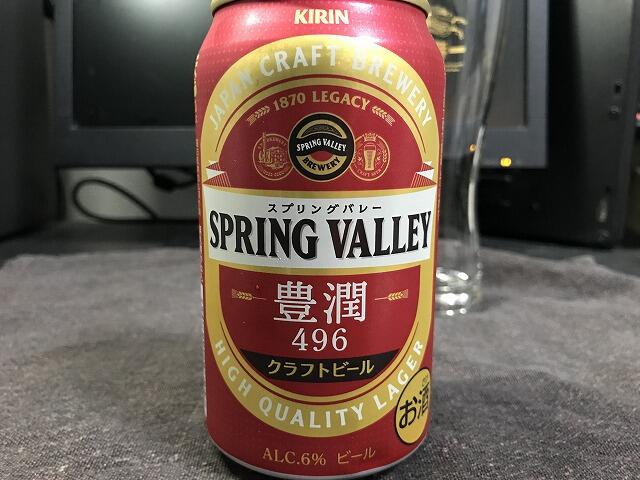 KIRIN
JAPAN CRAFT BREWERY
1870 LEGACY
SPRING VALLEY
BREWERY
スプリングバレー
SPRING VALLEY
豊潤
496
クラフトビール
HIGH QUALITY LAGER
お酒
ALC.6% ビール